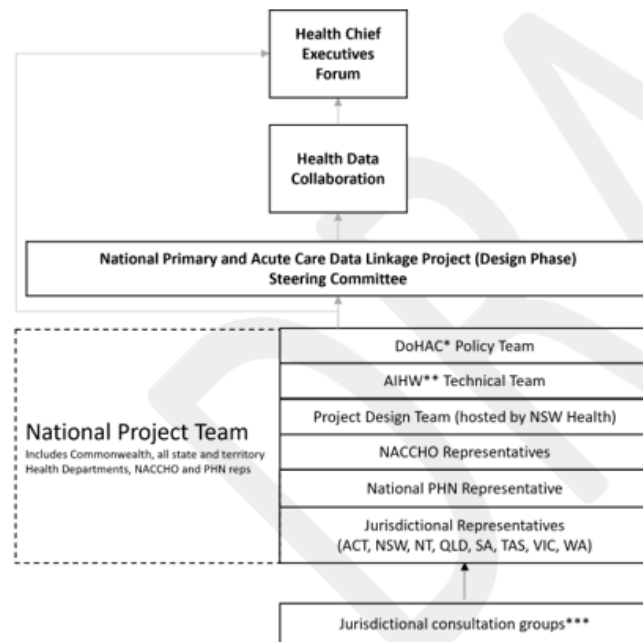 Health Chief
Executives
Forum
Health Data
Collaboration
National Primary and Acute Care Data Linkage Project (Design Phase)
Steering Committee
National Project Team
Includes Commonwealth, all state and territory
Health Departments, NACCHO and PHN reps
DoHAC* Policy Team
AIHW** Technical Team
Project Design Team (hosted by NSW Health)
NACCHO Representatives
National PHN Representative
Jurisdictional Representatives
(ACT, NSW, NT, QLD, SA, TAS, VIC, WA)
Jurisdictional consultation groups***